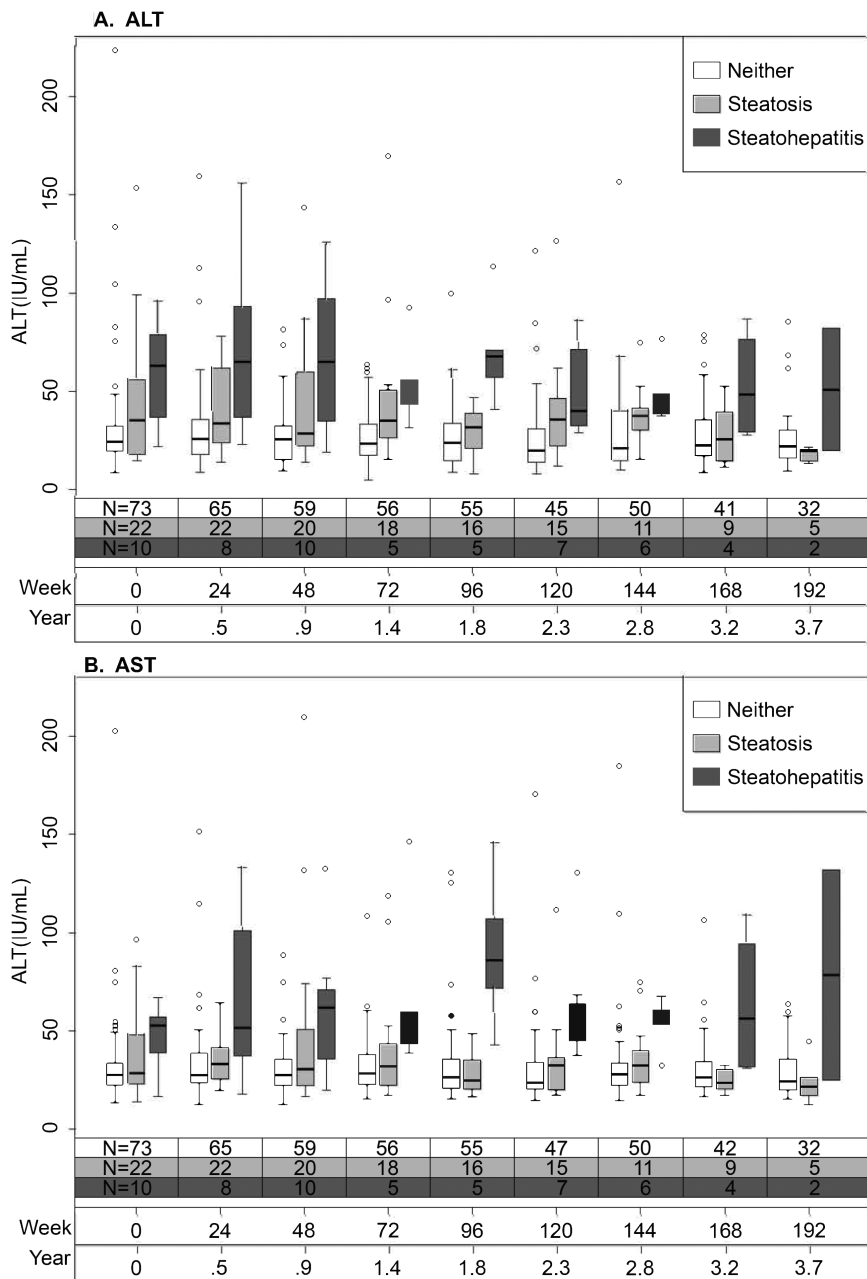 A. ALT
Neither
Steatosis
Steatohepatitis
200
150
100
50
0
ALT(IU/mL)
N=73 65 59 56 55 45 50 41 32
N=22 22 20 18 16 15 11 9 5
N=10 8 10 5 5 7 6 4 2
Week 0 24 48 72 96 120 144 168 192
Year 0 .5 .9 1.4 1.8 2.3 2.8 3.2 3.7
B. AST
Neither
Steatosis
Steatohepatitis
200
150
100
50
0
ALT(IU/mL)
N=73 65 59 56 55 47 50 42 32
N=22 22 20 18 16 15 11 9 5
N=10 8 10 5 5 7 6 4 2
Week 0 24 48 72 96 120 144 168 192
Year 0 .5 .9 1.4 1.8 2.3 2.8 3.2 3.7